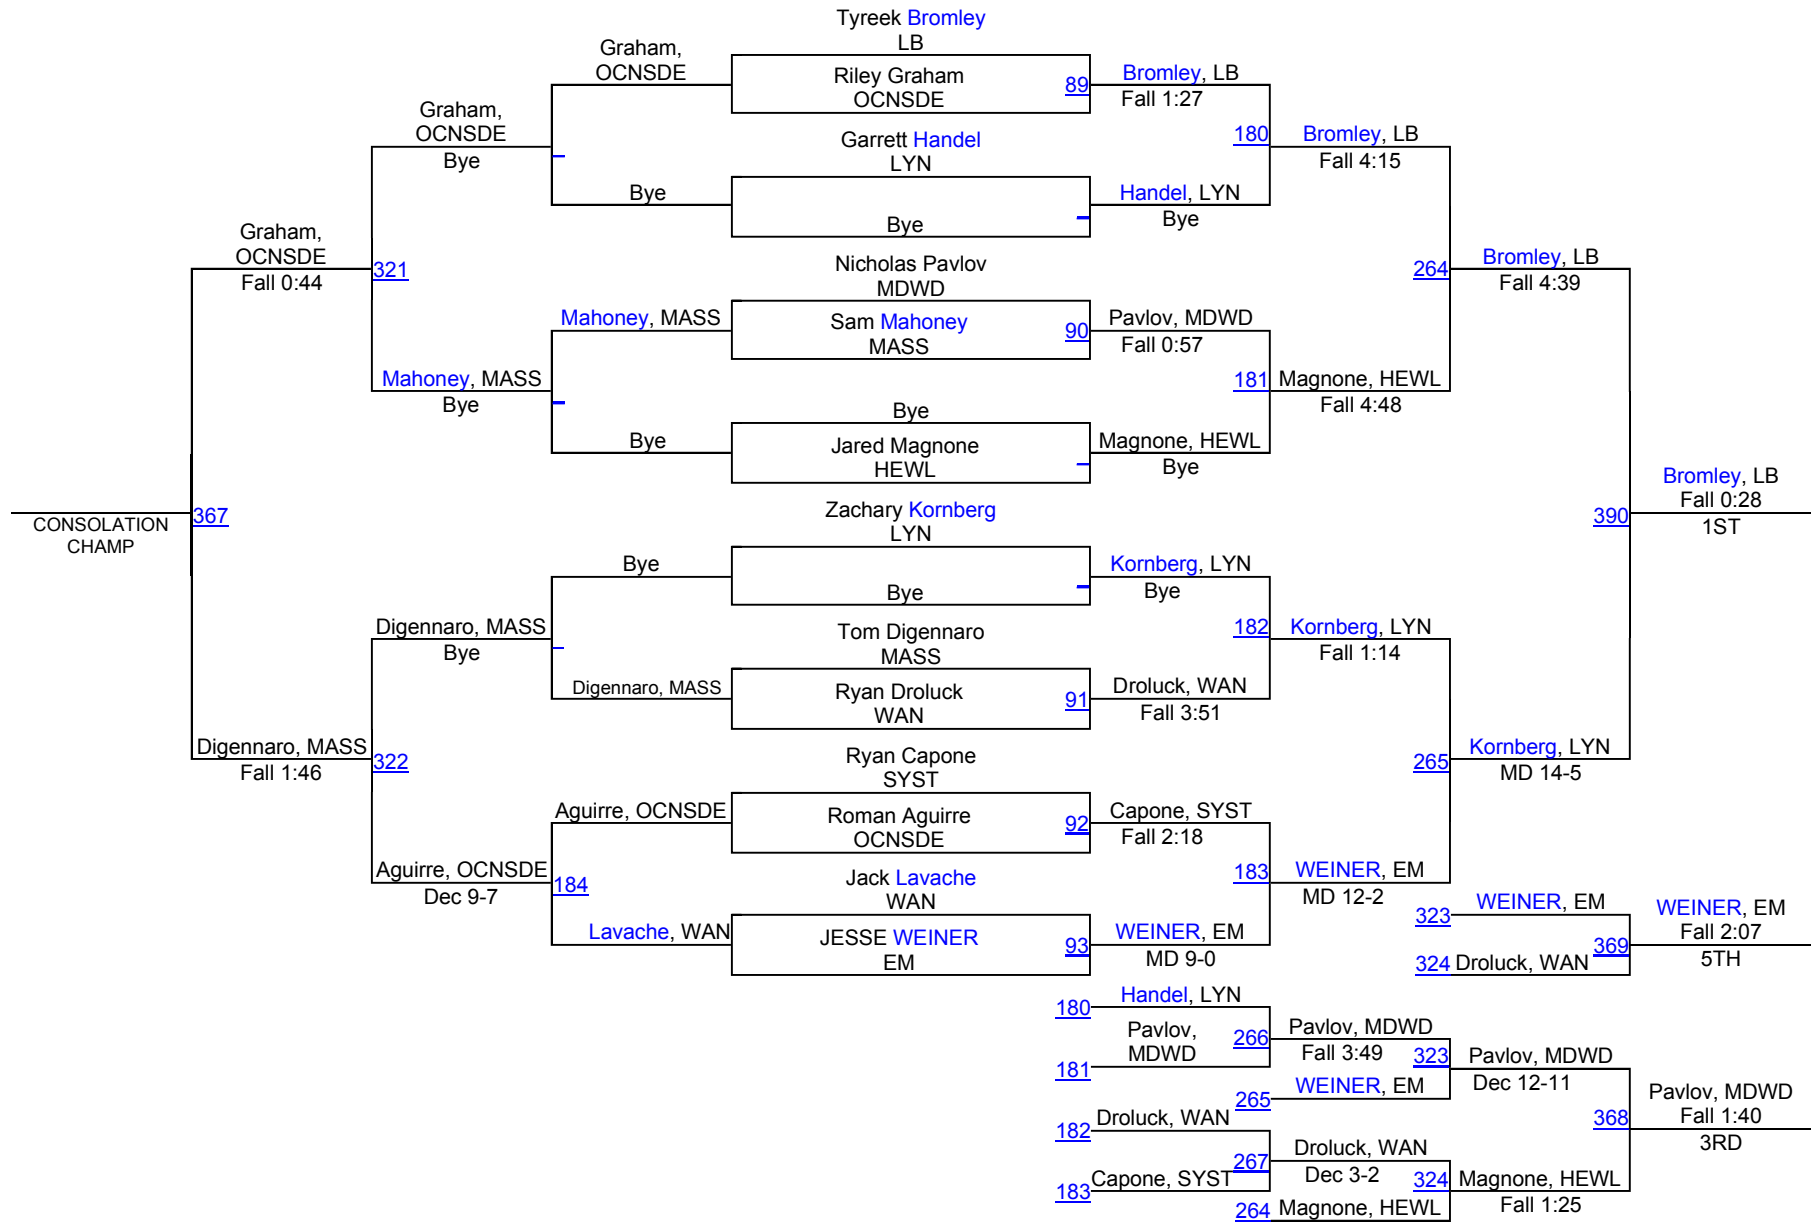 Tyreek Bromley
LB
Graham,
OCNSDE
Riley Graham
OCNSDE
89
Bromley, LB
Fall 1:27
Graham,
OCNSDE
Bye
Garrett Handel
LYN
180
Bromley, LB
Fall 4:15
Bye
Bye
Handel, LYN
Bye
Graham,
OCNSDE
Fall 0:44
321
Nicholas Pavlov
MDWD
264
Bromley, LB
Fall 4:39
Mahoney, MASS
Sam Mahoney
MASS
90
Pavlov, MDWD
Fall 0:57
Mahoney, MASS
Bye
181
Magnone, HEWL
Fall 4:48
Bye
Bye
Jared Magnone
HEWL
Magnone, HEWL
Bye
CONSOLATION
CHAMP
367
Zachary Kornberg
LYN
390
Bromley, LB
Fall 0:28
1ST
Bye
Bye
Kornberg, LYN
Bye
Digennaro, MASS
Bye
Tom Digennaro
MASS
182
Kornberg, LYN
Fall 1:14
Digennaro, MASS
Ryan Droluck
WAN
91
Droluck, WAN
Fall 3:51
Digennaro, MASS
Fall 1:46
322
Ryan Capone
SYST
265
Kornberg, LYN
MD 14-5
Aguirre, OCNSDE
Roman Aguirre
OCNSDE
92
Capone, SYST
Fall 2:18
Aguirre, OCNSDE
Dec 9-7
184
Jack Lavache
WAN
183
WEINER, EM
MD 12-2
Lavache, WAN
JESSE WEINER
EM
93
WEINER, EM
MD 9-0
323
WEINER, EM
324
Droluck, WAN
369
WEINER, EM
Fall 2:07
5TH
180
Handel, LYN
Pavlov,
MDWD
181
266
Pavlov, MDWD
Fall 3:49
265
WEINER, EM
323
Pavlov, MDWD
Dec 12-11
182
Droluck, WAN
183
Capone, SYST
267
Droluck, WAN
Dec 3-2
264
Magnone, HEWL
324
Magnone, HEWL
Fall 1:25
368
Pavlov, MDWD
Fall 1:40
3RD